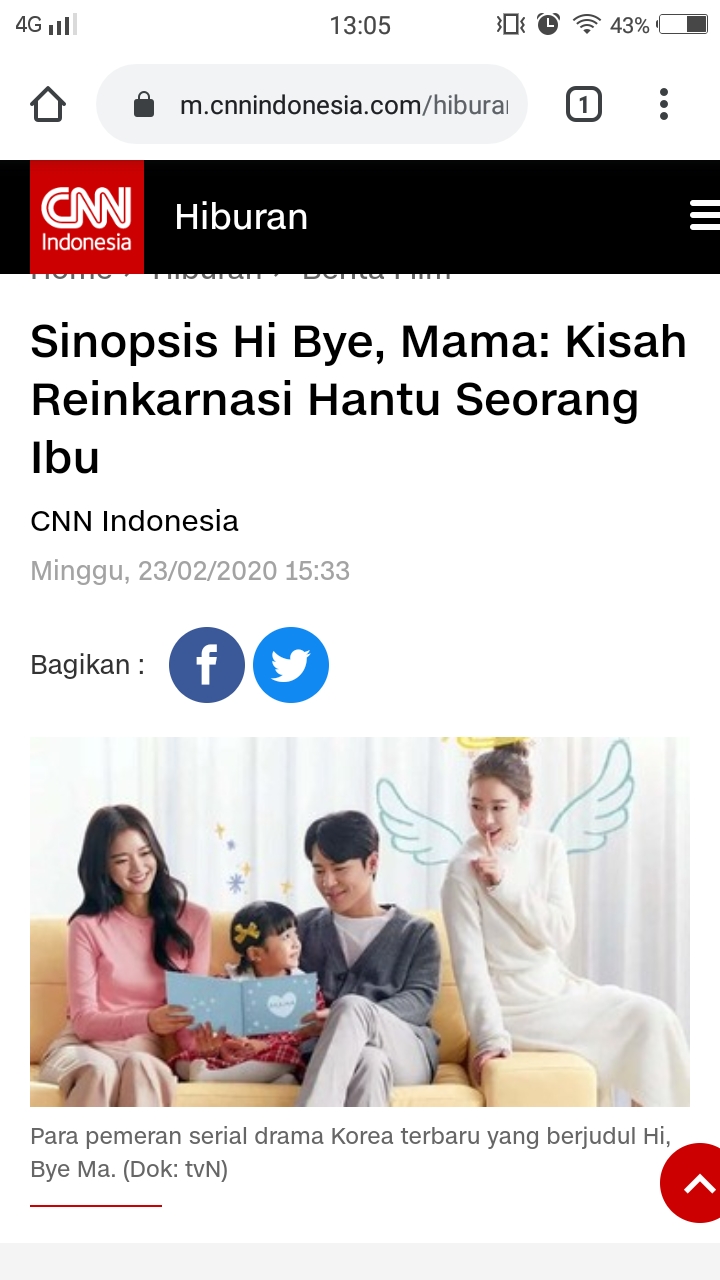 4G
13:05
43%
m.cnnindonesia.com/hibura
1
CNN
Indonesia
Hiburan
Home > Hiburan > Berita Film
Sinopsis Hi Bye, Mama: Kisah
Reinkarnasi Hantu Seorang
Ibu
CNN Indonesia
Minggu, 23/02/2020 15:33
Bagikan :
MAMA
Para pemeran serial drama Korea terbaru yang berjudul Hi,
Bye Ma. (Dok: tvN)